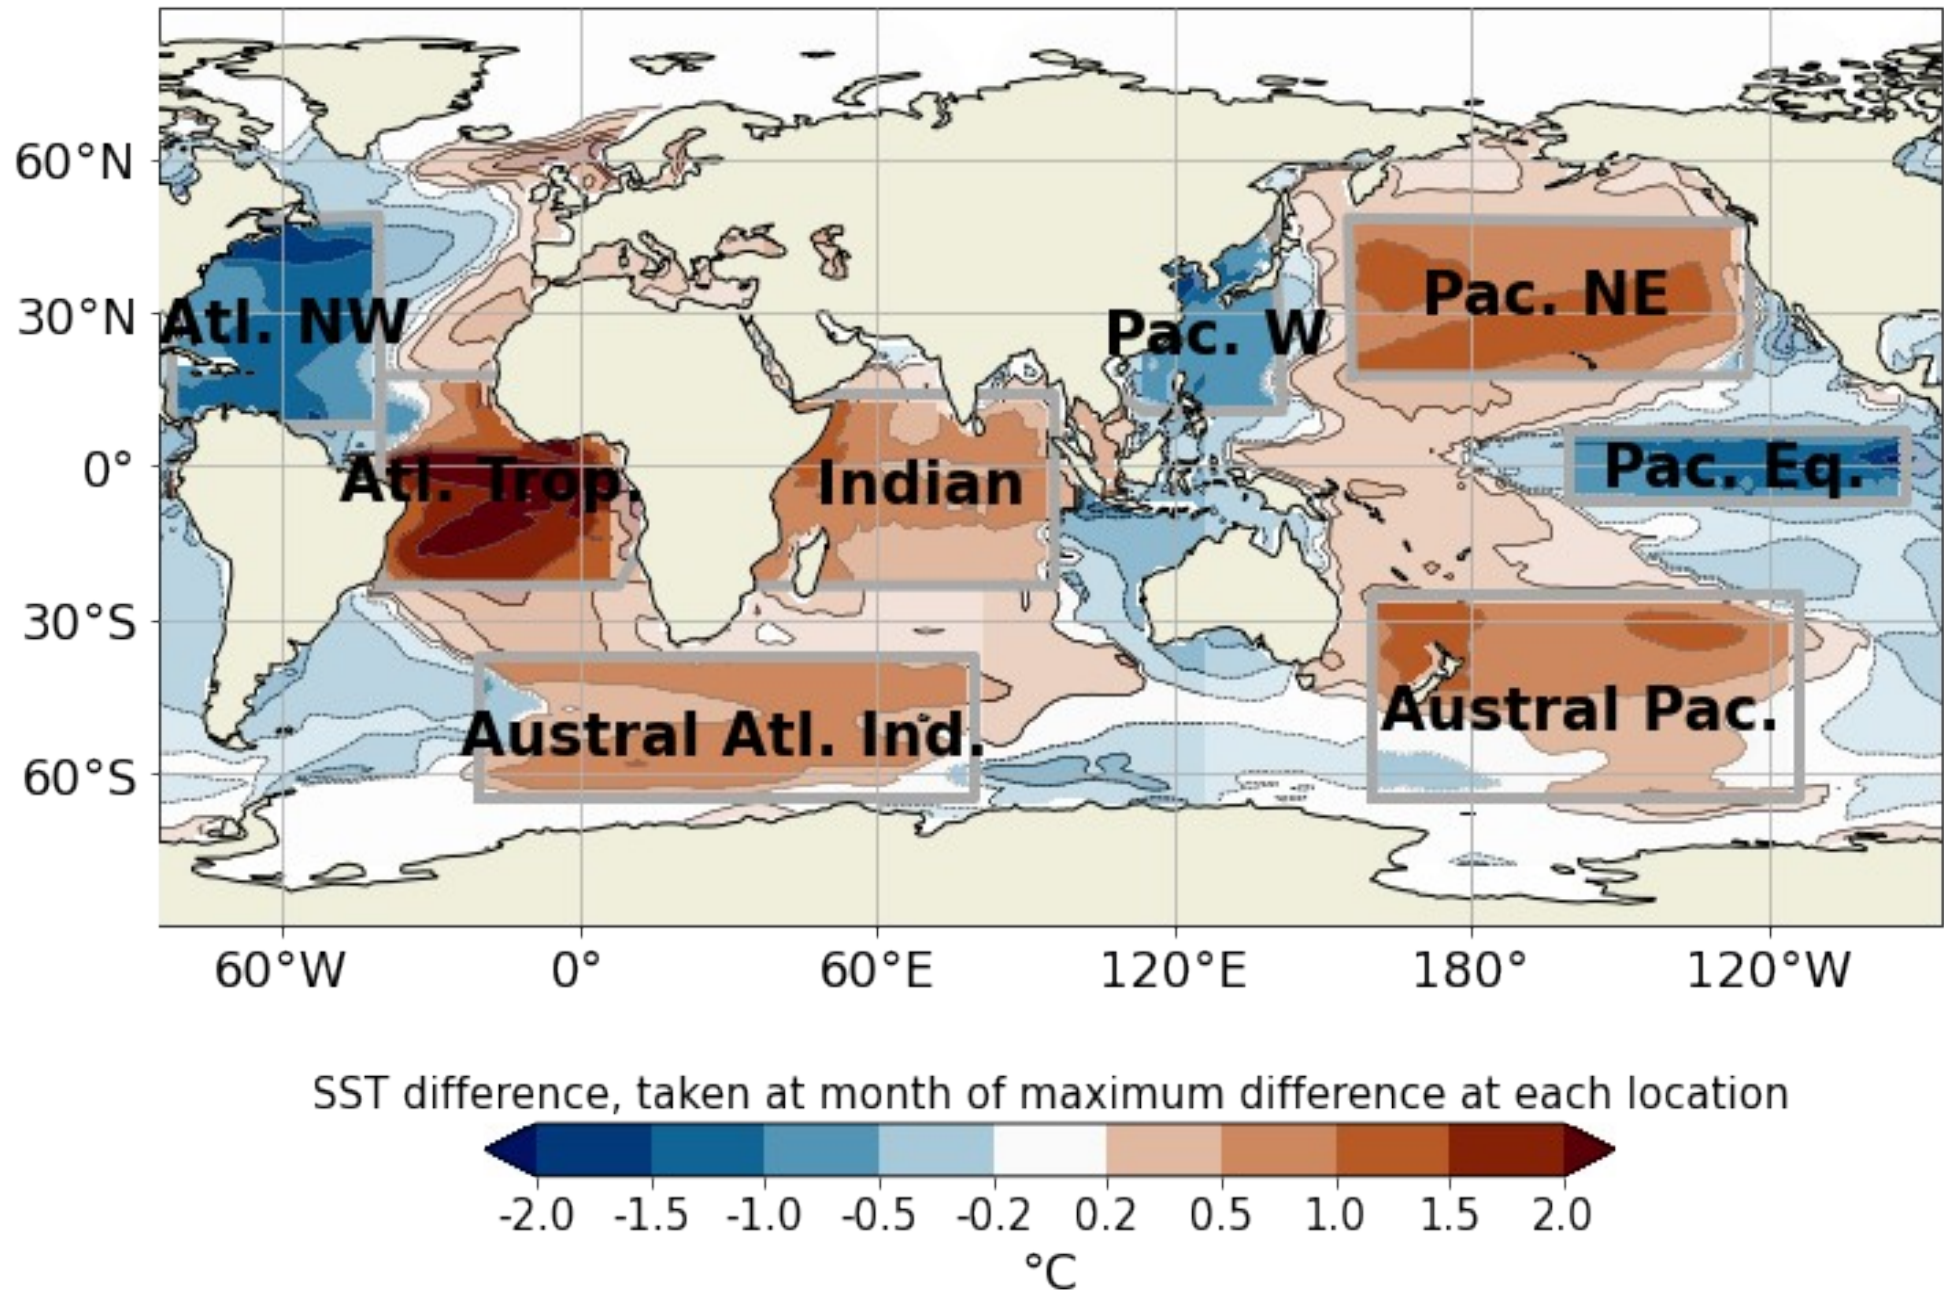 60°N
30°N
0°
30°S
60°S
Atl. NW
Pac. W
Pac. NE
Atl. Trop.
Indian
Pac. Eq.
Austral Atl. Ind.
Austral Pac.
60°W 0° 60°E 120°E 180° 120°W
SST difference, taken at month of maximum difference at each location
-2.0 -1.5 -1.0 -0.5 -0.2 0.2 0.5 1.0 1.5 2.0
°C